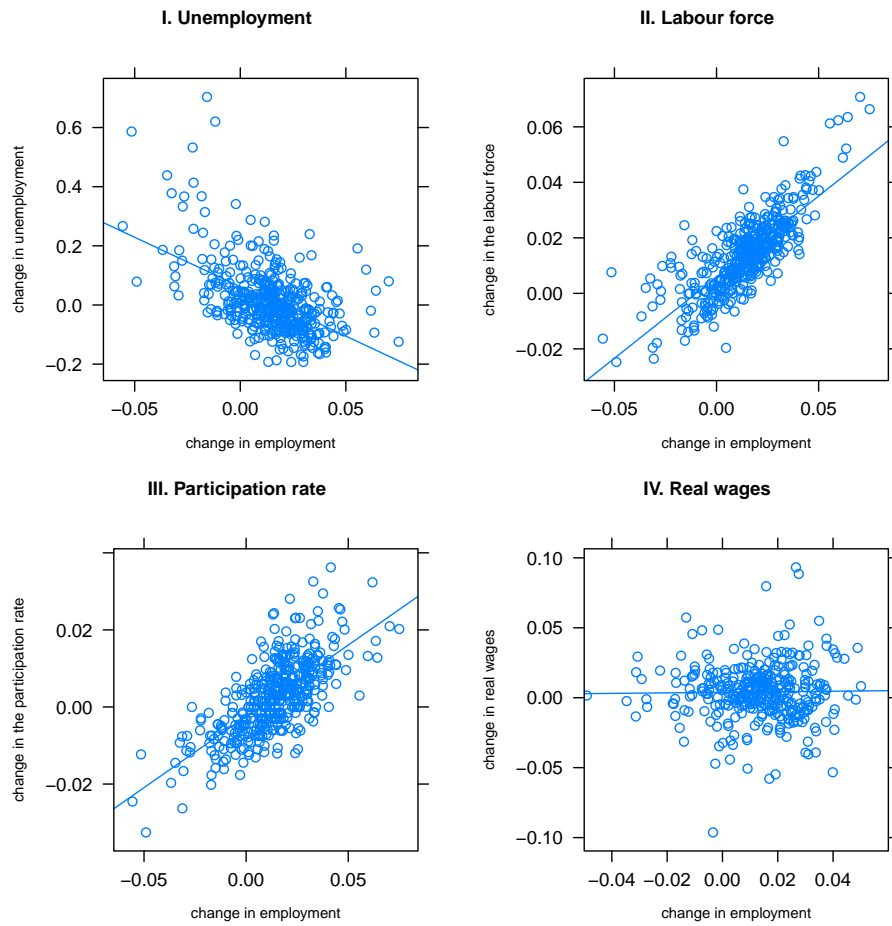 I. Unemployment
change in unemployment
0.6
0.4
0.2
0.0
−0.2
−0.05
0.00
0.05
change in employment
II. Labour force
change in the labour force
0.06
0.04
0.02
0.00
−0.02
−0.05
0.00
0.05
change in employment
III. Participation rate
change in the participation rate
0.02
0.00
−0.02
−0.05
0.00
0.05
change in employment
IV. Real wages
change in real wages
0.10
0.05
0.00
−0.05
−0.10
−0.04
−0.02
0.00
0.02
0.04
change in employment